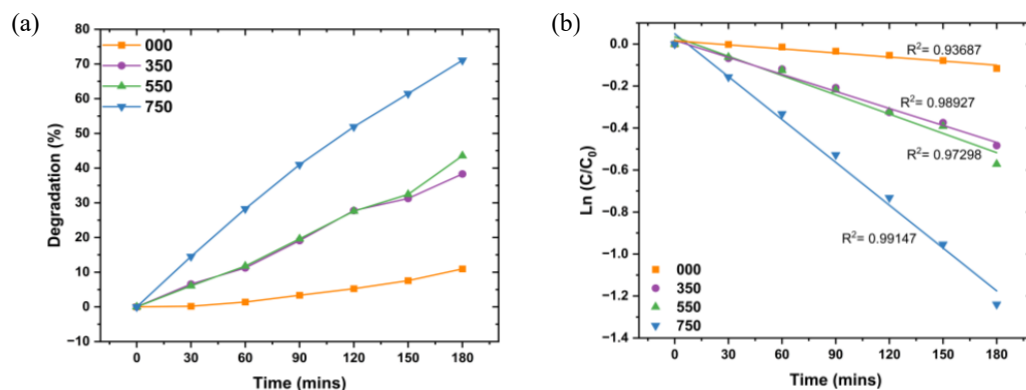 (a)
Degradation (%)
80
70
60
50
40
30
20
10
0
−10
000
350
550
750
0 30 60 90 120 150 180
Time (mins)
(b)
Ln (C/C₀)
0.0
−0.2
−0.4
−0.6
−0.8
−1.0
−1.2
−1.4
R²= 0.93687
R²= 0.98927
R²= 0.97298
R²= 0.99147
000
350
550
750
0 30 60 90 120 150 180
Time (mins)